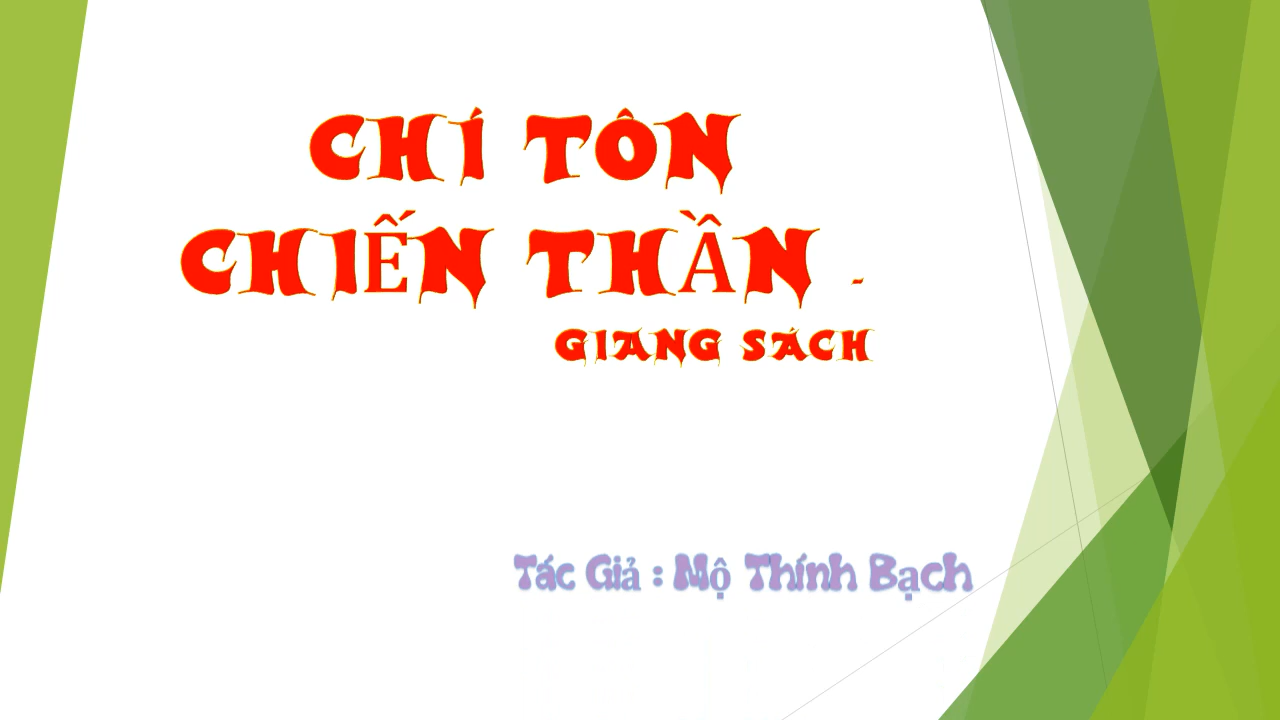 CHÍ TÔN
CHIẾN THẦN -
GIANG SÁCH
Tác Giả : Mộ Thính Bạch